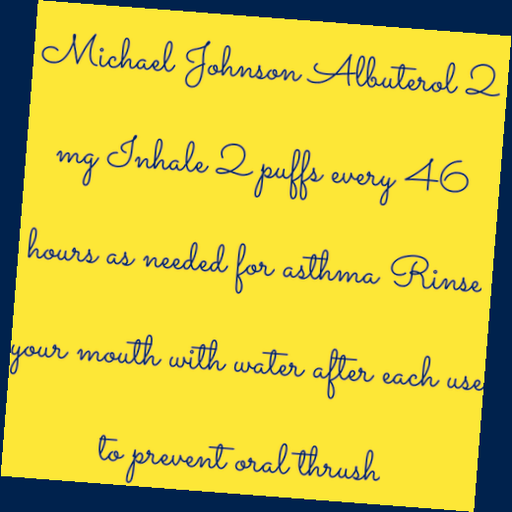 Michael Johnson Albuterol 2
mg Inhale 2 puffs every 46
hours as needed for asthma Rinse
your mouth with water after each use
to prevent oral thrush